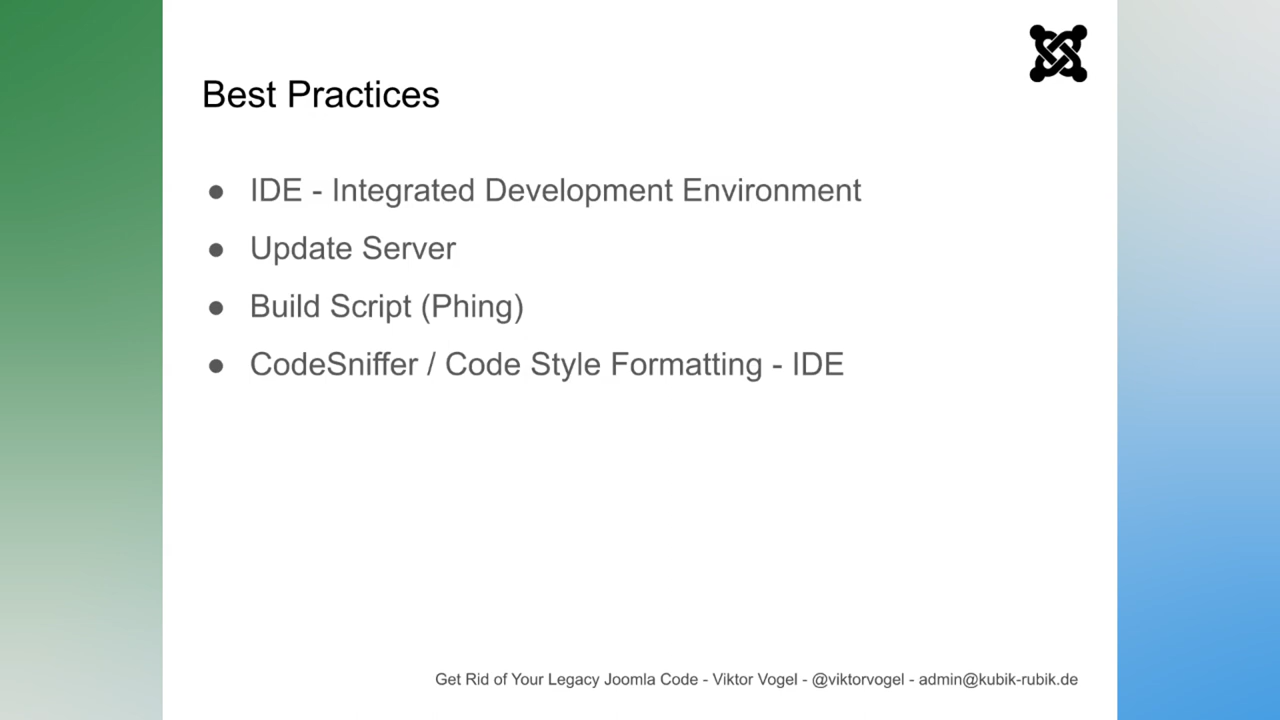 Best Practices
● IDE - Integrated Development Environment
● Update Server
● Build Script (Phing)
● CodeSniffer / Code Style Formatting - IDE
Get Rid of Your Legacy Joomla Code - Viktor Vogel - @viktorvogel - admin@kubik-rubik.de